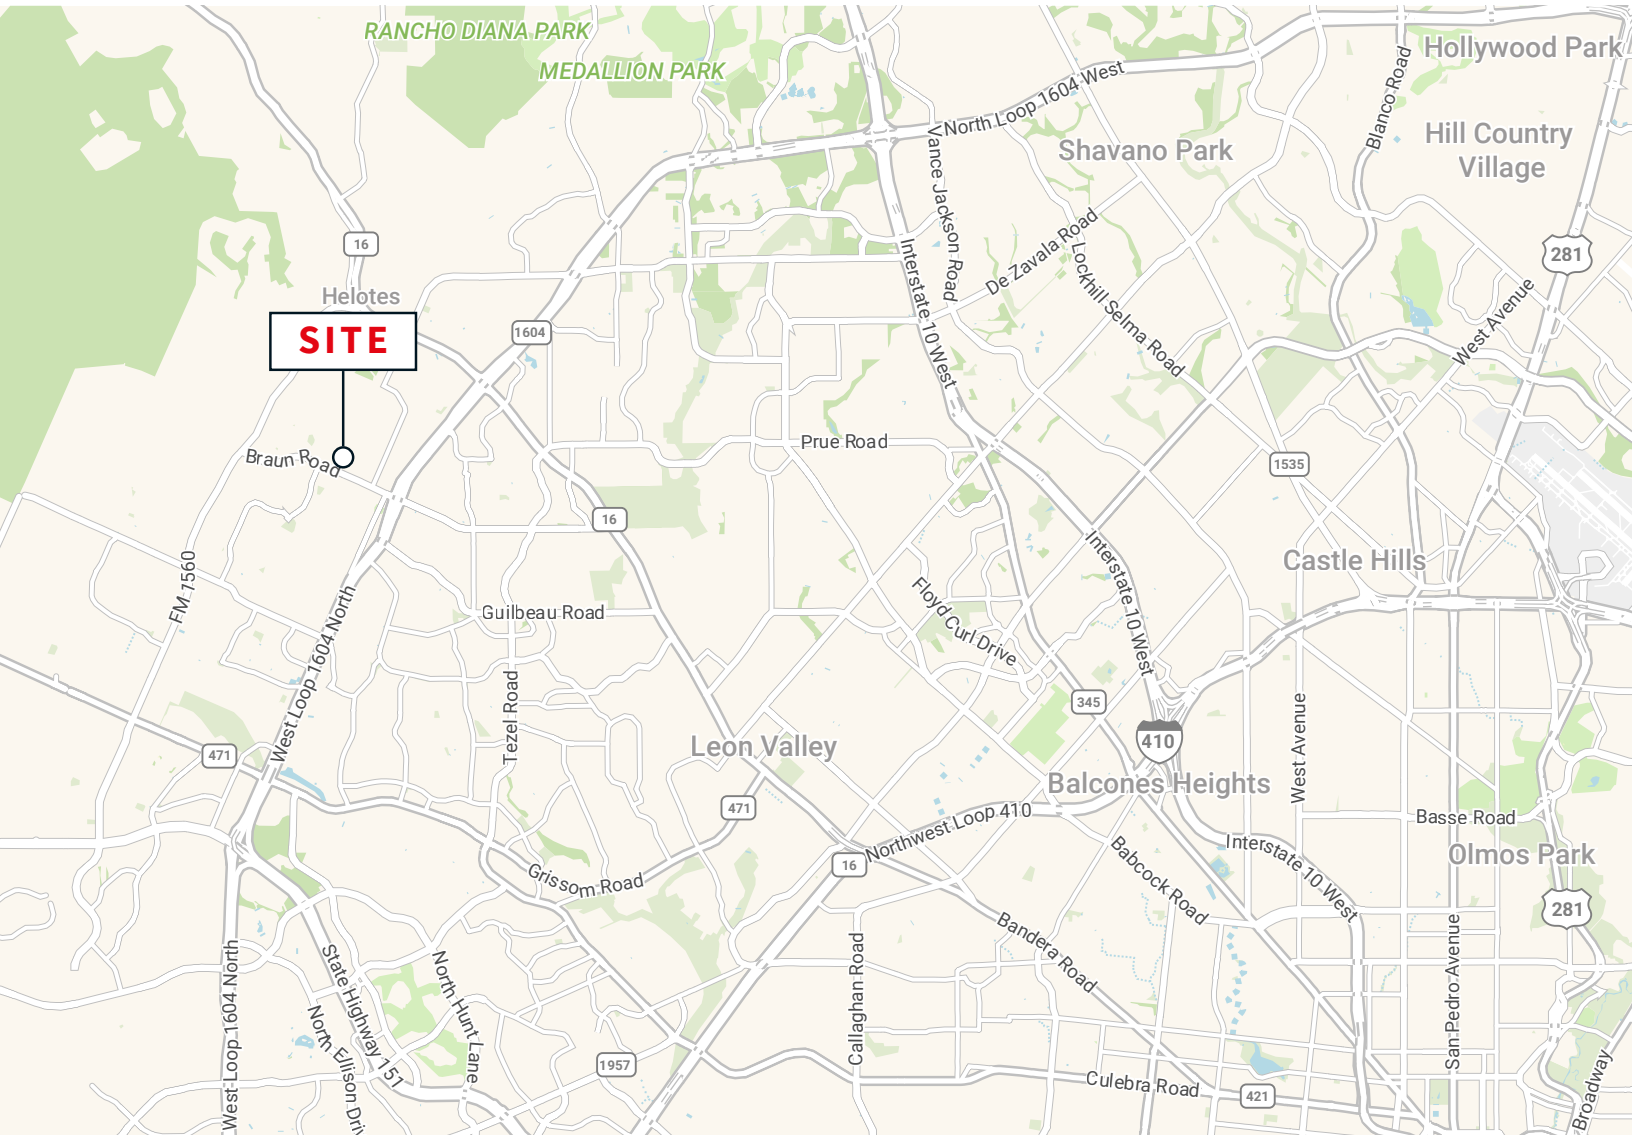 RANCHO DIANA PARK
MEDALLION PARK
Hollywood Park
Blanco Road
North Loop 1604 West
Hill Country
Village
Shavano Park
Vance Jackson Road
De Zavala Road
Lockhill Selma Road
16
281
Helotes
Interstate 10 West
West Avenue
SITE
1604
Prue Road
Braun Road
1535
16
Interstate 10 West
Castle Hills
FM 1560
Floyd Curl Drive
Guilbeau Road
West Loop 1604 North
Tezel Road
345
West Avenue
410
Leon Valley
471
Balcones Heights
471
Northwest Loop 410
Basse Road
Interstate 10 West
Olmos Park
16
Babcock Road
Grissom Road
281
Bandera Road
San Pedro Avenue
Callaghan Road
West Loop 1604 North
State Highway 151
North Hunt Lane
North Ellison Driv
1957
Culebra Road
421
Broadway